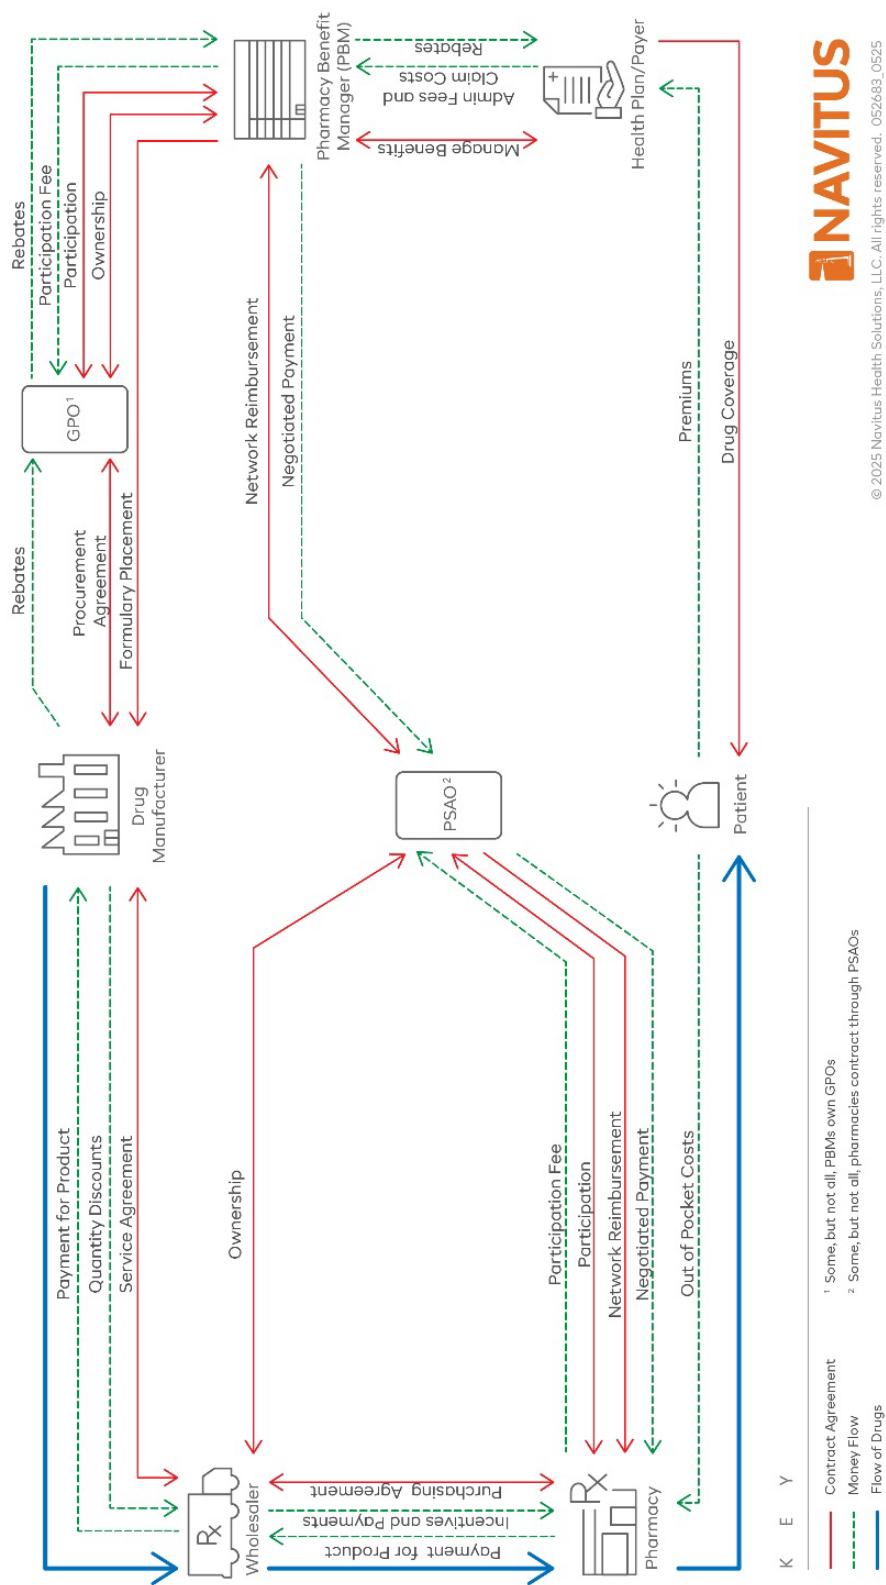 Rebates
Rebates
Payment for Product
Participation Fee
Quantity Discounts
Procurement
Agreement
GPO¹
Participation
Ownership
Service Agreement
Formulary Placement
Drug
Manufacturer
Rx
Wholesaler
Ownership
Network Reimbursement
Negotiated Payment
Pharmacy Benefit
Manager (PBM)
Payment for Product
Incentives and Payments
Purchasing Agreement
PSAO²
Manage Benefits
Admin Fees and
Claim Costs
Rebates
Participation Fee
Participation
Network Reimbursement
Negotiated Payment
Rx
Pharmacy
Health Plan/Payer
Out of Pocket Costs
Premiums
Patient
Drug Coverage
KEY
Contract Agreement
Money Flow
Flow of Drugs
¹ Some, but not all, PBMs own GPOs
² Some, but not all, pharmacies contract through PSAOs
NAVITUS
© 2025 Navitus Health Solutions, LLC. All rights reserved. 052683_0525